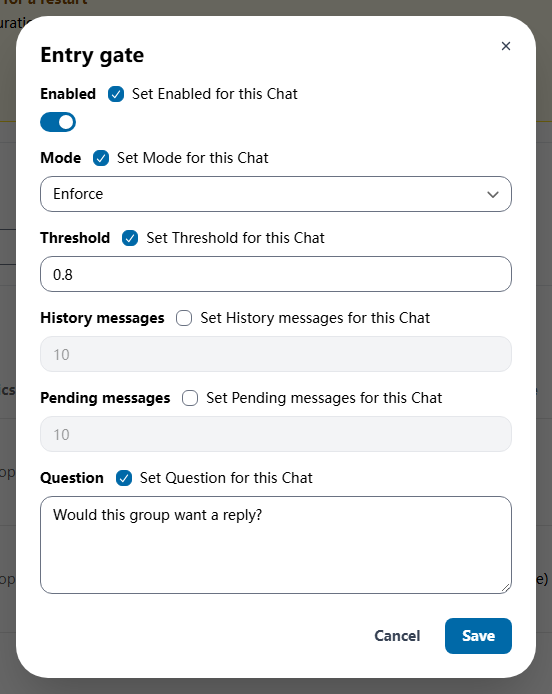 for a restart
Entry gate
×
Enabled Set Enabled for this Chat
Mode Set Mode for this Chat
Enforce
Threshold Set Threshold for this Chat
0.8
History messages Set History messages for this Chat
10
Pending messages Set Pending messages for this Chat
10
Question Set Question for this Chat
Would this group want a reply?
Cancel Save